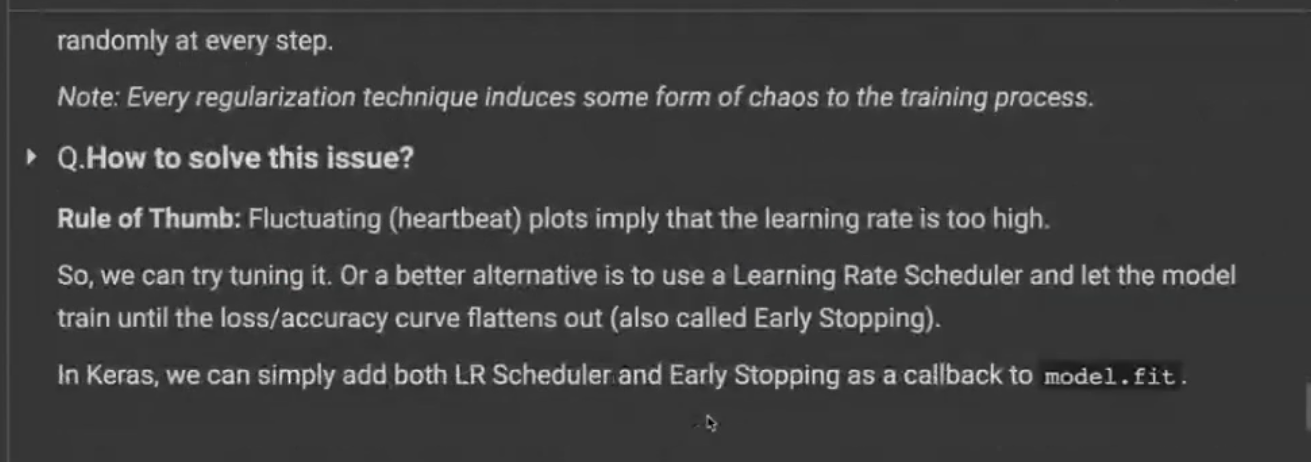 randomly at every step.
Note: Every regularization technique induces some form of chaos to the training process.
Q.How to solve this issue?
Rule of Thumb: Fluctuating (heartbeat) plots imply that the learning rate is too high.
So, we can try tuning it. Or a better alternative is to use a Learning Rate Scheduler and let the model
train until the loss/accuracy curve flattens out (also called Early Stopping).
In Keras, we can simply add both LR Scheduler and Early Stopping as a callback to model.fit.